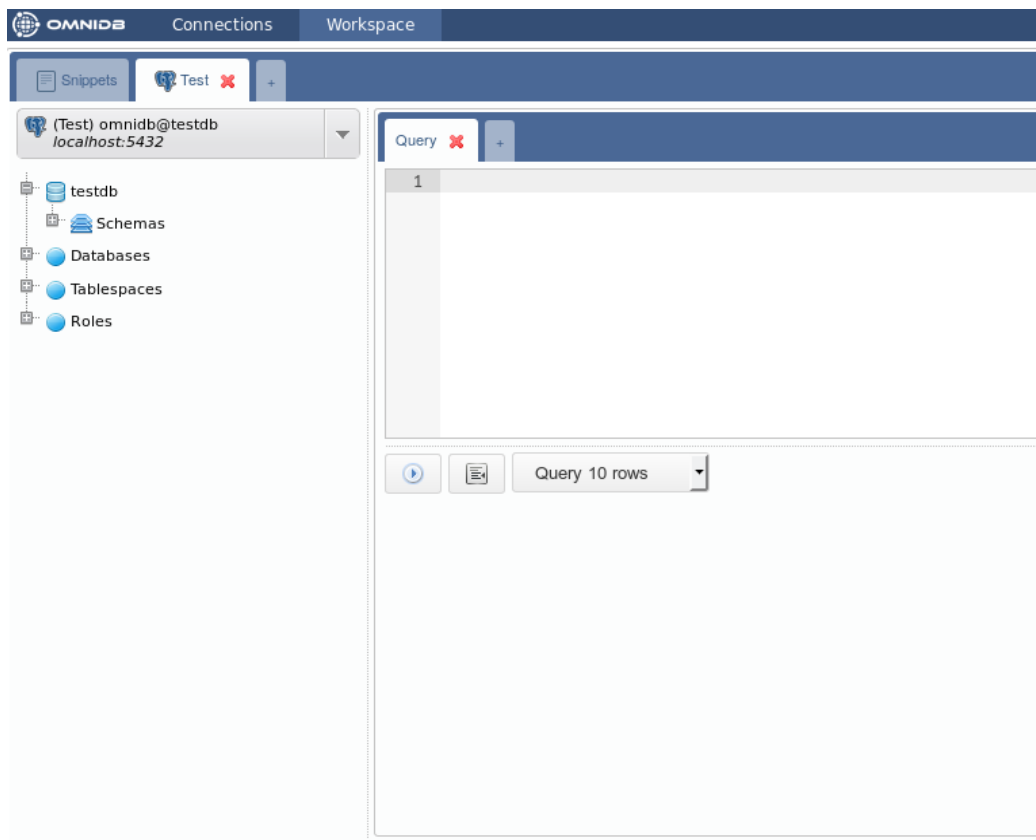 OMNIDB Connections Workspace
Snippets Test +
(Test) omnidb@testdb
localhost:5432
Query +
1
testdb
Schemas
Databases
Tablespaces
Roles
Query 10 rows